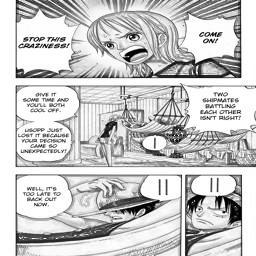 COME
ON!
STOP THIS
CRAZINESS!
TWO
SHIPMATES
BATTLING
EACH OTHER
ISN'T RIGHT!
GIVE IT
SOME TIME AND
YOU'LL BOTH
COOL OFF.
USOPP JUST
LOST IT BECAUSE
YOUR DECISION
CAME SO
UNEXPECTEDLY!
!!
WELL, IT'S
TOO LATE TO
BACK OUT
NOW.